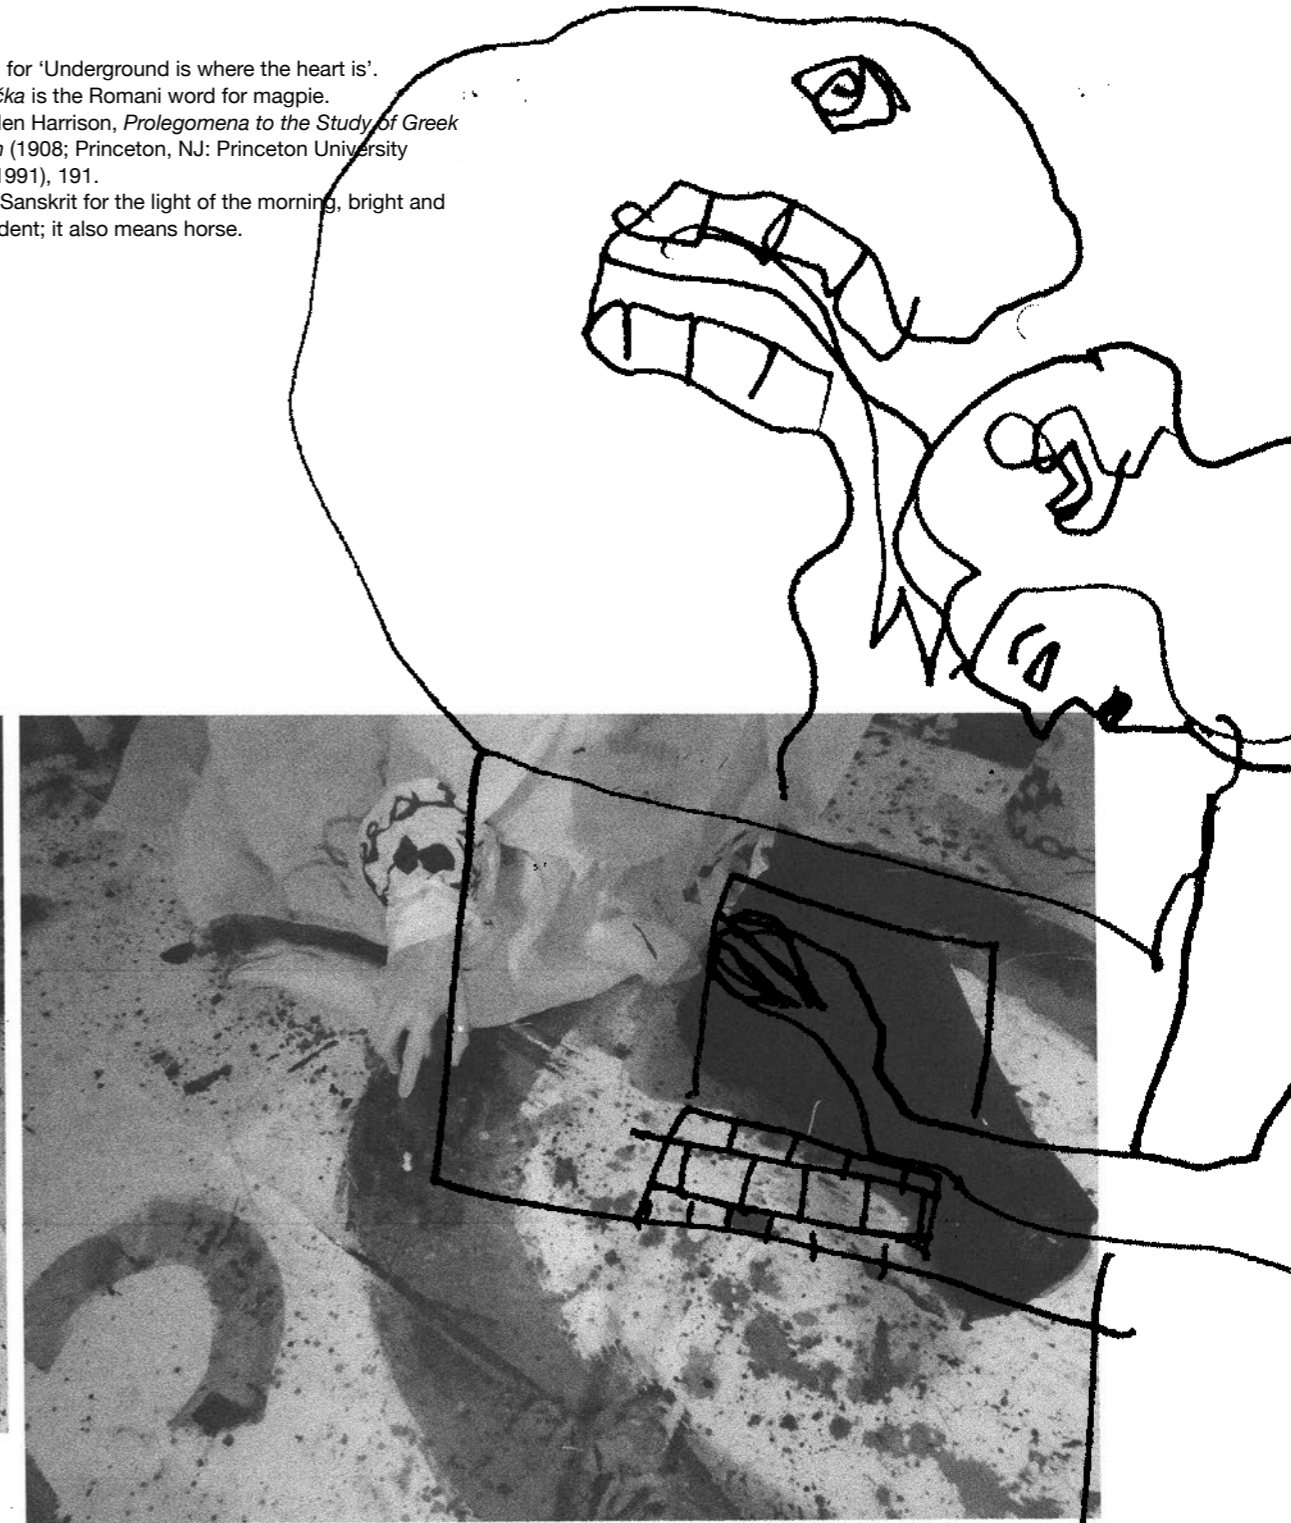 for ‘Underground is where the heart is’.
čka is the Romani word for magpie.
len Harrison, Prolegomena to the Study of Greek
n (1908; Princeton, NJ: Princeton University
1991), 191.
Sanskrit for the light of the morning, bright and
dent; it also means horse.